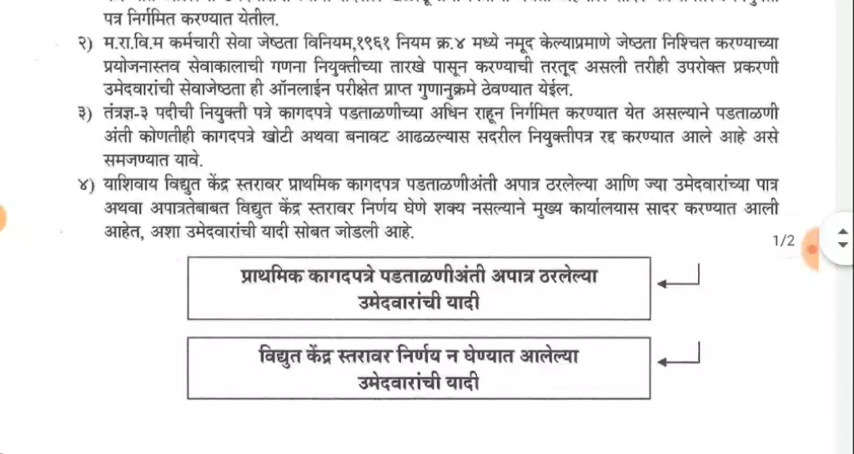 पत्र निर्गमित करण्यात येतील.
२) म.रा.वि.म कर्मचारी सेवा जेष्ठता विनियम,१९६१ नियम क्र.४ मध्ये नमूद केल्याप्रमाणे जेष्ठता निश्चित करण्याच्या
प्रयोजनास्तव सेवाकालाची गणना नियुक्तीच्या तारखे पासून करण्याची तरतूद असली तरीही उपरोक्त प्रकरणी
उमेदवारांची सेवाजेष्ठता ही ऑनलाईन परीक्षेत प्राप्त गुणानुक्रमे ठेवण्यात येईल.
३) तंत्रज्ञ-३ पदीची नियुक्ती पत्रे कागदपत्रे पडताळणीच्या अधिन राहून निर्गमित करण्यात येत असल्याने पडताळणी
अंती कोणतीही कागदपत्रे खोटी अथवा बनावट आढळल्यास सदरील नियुक्तीपत्र रद्द करण्यात आले आहे असे
समजण्यात यावे.
४) याशिवाय विद्युत केंद्र स्तरावर प्राथमिक कागदपत्र पडताळणीअंती अपात्र ठरलेल्या आणि ज्या उमेदवारांच्या पात्र
अथवा अपात्रतेबाबत विद्युत केंद्र स्तरावर निर्णय घेणे शक्य नसल्याने मुख्य कार्यालयास सादर करण्यात आली
आहेत, अशा उमेदवारांची यादी सोबत जोडली आहे.
1/2
प्राथमिक कागदपत्रे पडताळणीअंती अपात्र ठरलेल्या
उमेदवारांची यादी
विद्युत केंद्र स्तरावर निर्णय न घेण्यात आलेल्या
उमेदवारांची यादी